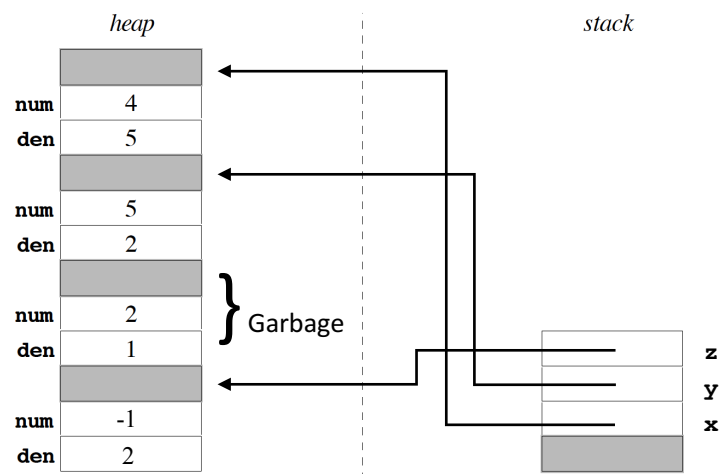 heap
stack
num 4
den 5
num 5
den 2
num 2
Garbage
den 1
z
y
num -1
x
den 2